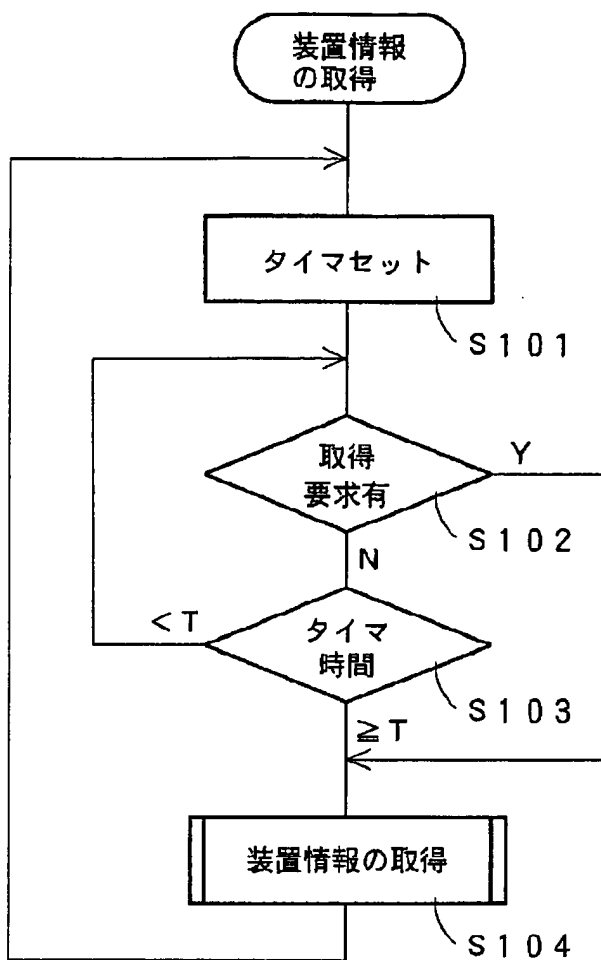 装置情報
の取得
タイマセット
S101
取得
要求有
Y
S102
N
<T
タイマ
時間
S103
≧T
装置情報の取得
S104